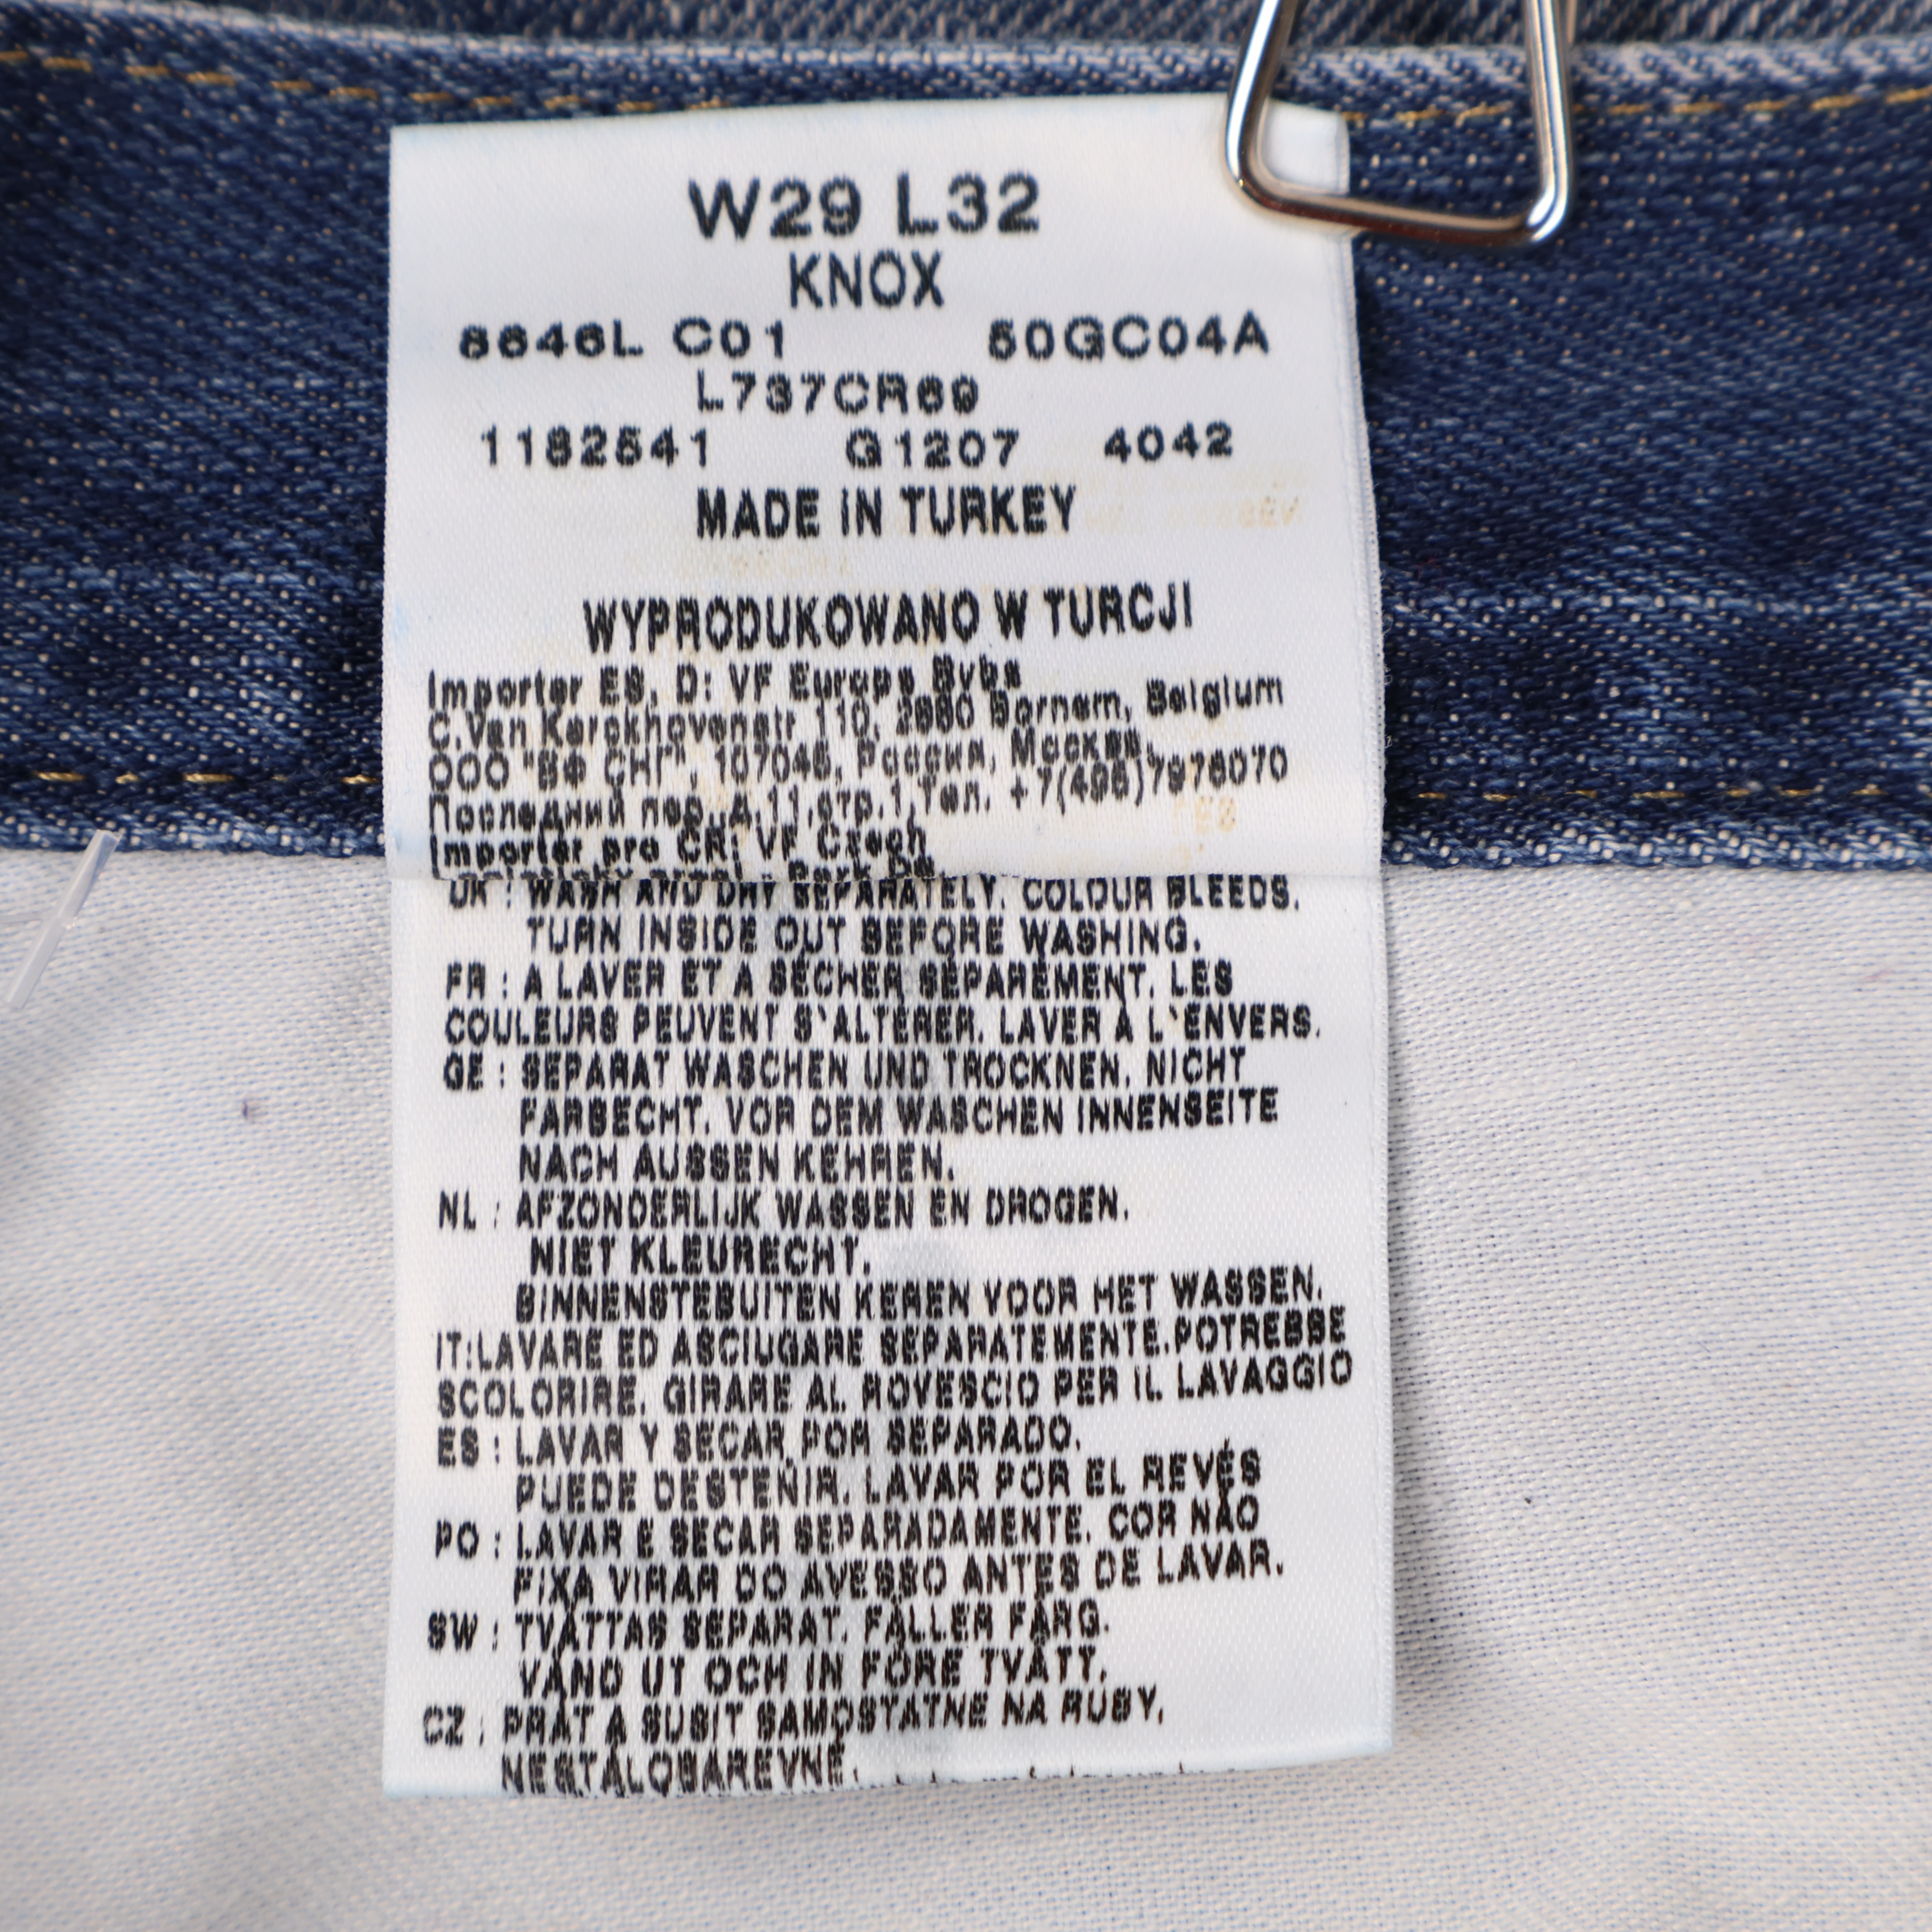 W29 L32
KNOX
8846L C01 50GC04A
L737CR69
1182541 G1207 4042
MADE IN TURKEY
WYPRODUKOWANO W TURCJI
Importer ES, D: VF Europe Bvba
C.Van Kerckhovenstr 110, 2880 Bornem, Belgium
ООО "ВФ СНГ", 107045, Россия, Москва,
Последний пер. д.11,стр.1,Тел. +7(495)7976070
Importer pro CR: VF Czech
Park
UK : WASH AND DRY SEPARATELY. COLOUR BLEEDS.
TURN INSIDE OUT BEFORE WASHING.
FR : A LAVER ET A SÉCHER SÉPARÉMENT. LES
COULEURS PEUVENT S`ALTERER. LAVER À L`ENVERS.
GE : SEPARAT WASCHEN UND TROCKNEN. NICHT
FARBECHT. VOR DEM WASCHEN INNENSEITE
NACH AUSSEN KEHREN.
NL : AFZONDERLIJK WASSEN EN DROGEN.
NIET KLEURECHT.
BINNENSTEBUITEN KEREN VOOR HET WASSEN.
IT:LAVARE ED ASCIUGARE SEPARATEMENTE.POTREBBE
SCOLORIRE. GIRARE AL ROVESCIO PER IL LAVAGGIO
ES : LAVAR Y SECAR POR SEPARADO.
PUEDE DESTEÑIR. LAVAR POR EL REVÉS
PO : LAVAR E SECAR SEPARADAMENTE. COR NÃO
FIXA VIRAR DO AVESSO ANTES DE LAVAR.
SW : TVÄTTAS SEPARAT. FÄLLER FÄRG.
VÄND UT OCH IN FÖRE TVÄTT.
CZ : PRÁT A SUSIT SAMOSTATNE NA RUBY.
NESTÁLOBAREVNÉ.